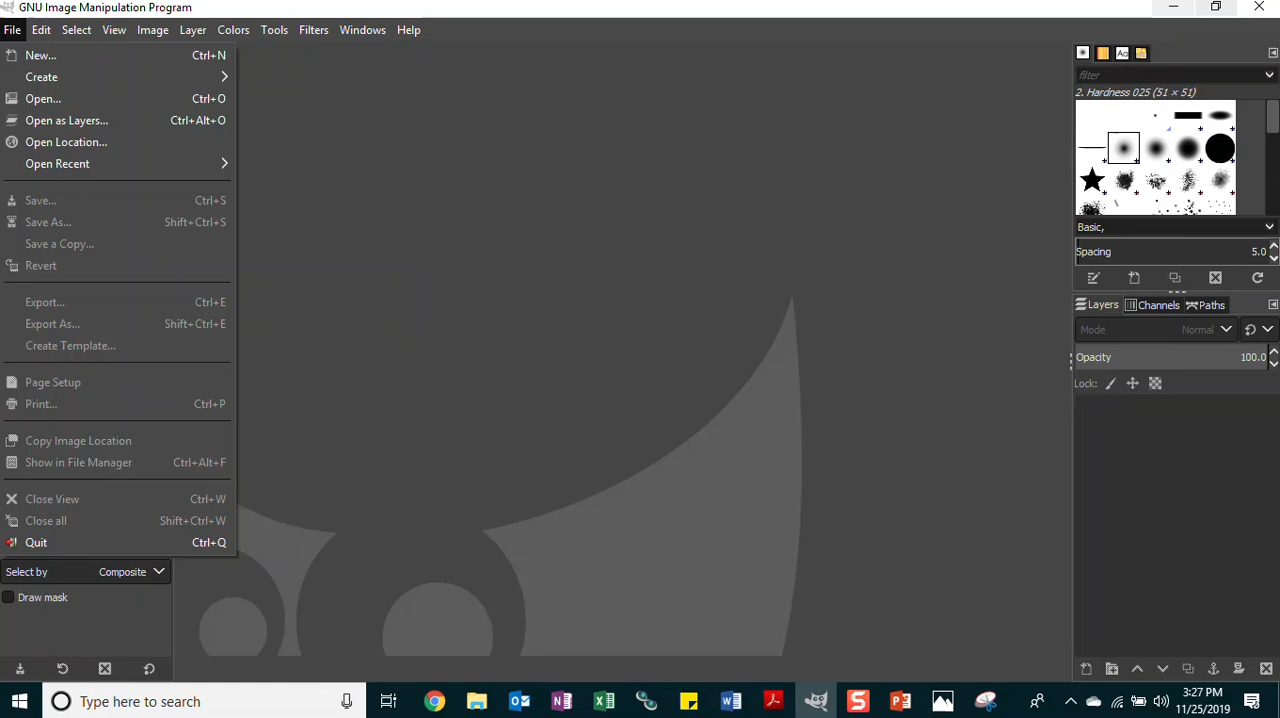 GNU Image Manipulation Program
File Edit Select View Image Layer Colors Tools Filters Windows Help
New... Ctrl+N
Create
Open... Ctrl+O
Open as Layers... Ctrl+Alt+O
Open Location...
Open Recent
Save... Ctrl+S
Save As... Shift+Ctrl+S
Save a Copy...
Revert
Export... Ctrl+E
Export As... Shift+Ctrl+E
Create Template...
Page Setup
Print... Ctrl+P
Copy Image Location
Show in File Manager Ctrl+Alt+F
Close View Ctrl+W
Close all Shift+Ctrl+W
Quit Ctrl+Q
Select by Composite
Draw mask
filter
2. Hardness 025 (51 × 51)
Basic,
Spacing 5.0
Layers Channels Paths
Mode Normal
Opacity 100.0
Lock:
Type here to search
3:27 PM
11/25/2019